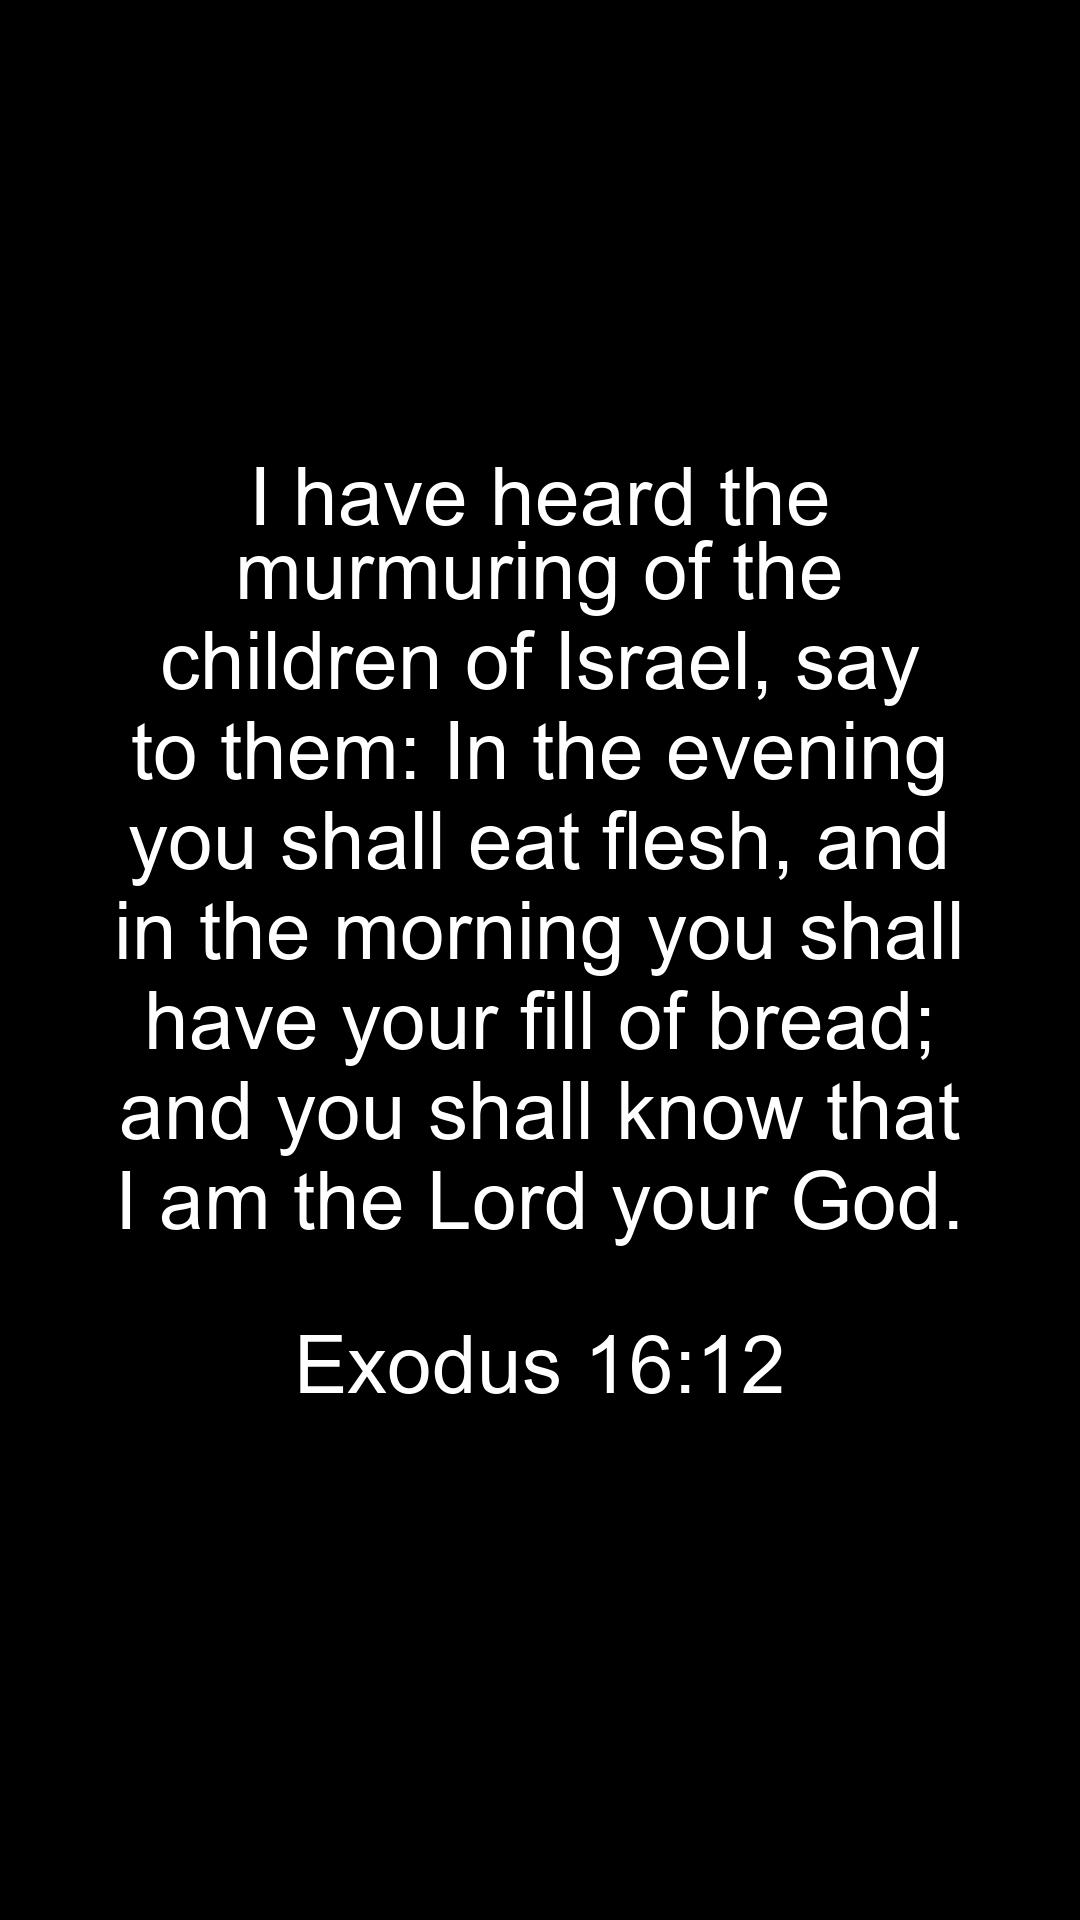 I have heard the
murmuring of the
children of Israel, say
to them: In the evening
you shall eat flesh, and
in the morning you shall
have your fill of bread;
and you shall know that
I am the Lord your God.
Exodus 16:12